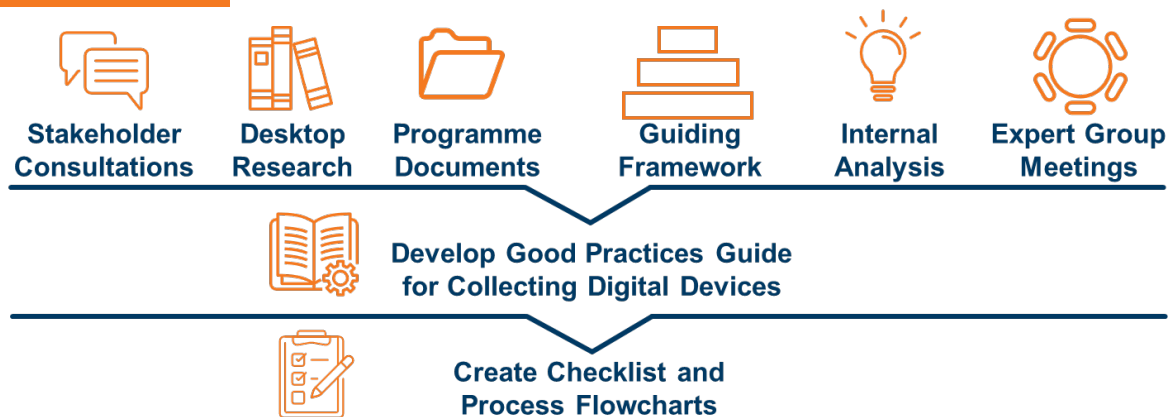 Stakeholder
Consultations
Desktop
Research
Programme
Documents
Guiding
Framework
Internal
Analysis
Expert Group
Meetings
Develop Good Practices Guide
for Collecting Digital Devices
Create Checklist and
Process Flowcharts